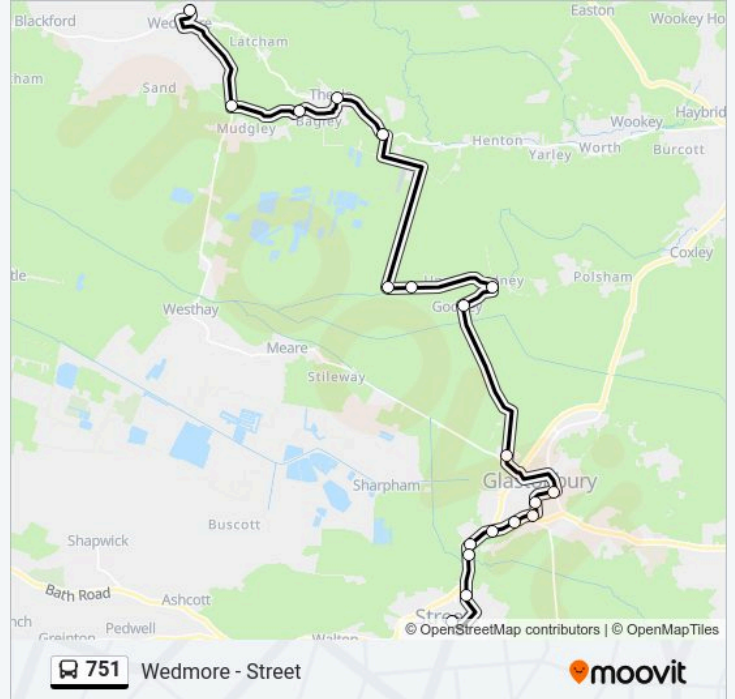 Blackford
Easton
Wookey Ho
Latcham
Sand
ham
Mudgley
Bagley
Henton
Yarley
Worth
Wookey
Haybrid
Burcott
Coxley
Polsham
tle
Westhay
Meare
Stileway
Glastonbury
Sharpham
Buscott
Shapwick
Bath Road
Ashcott
nch
Pedwell
Greinton
Walton
Street
© OpenStreetMap contributors | © OpenMapTiles
751 Wedmore - Street
moovit